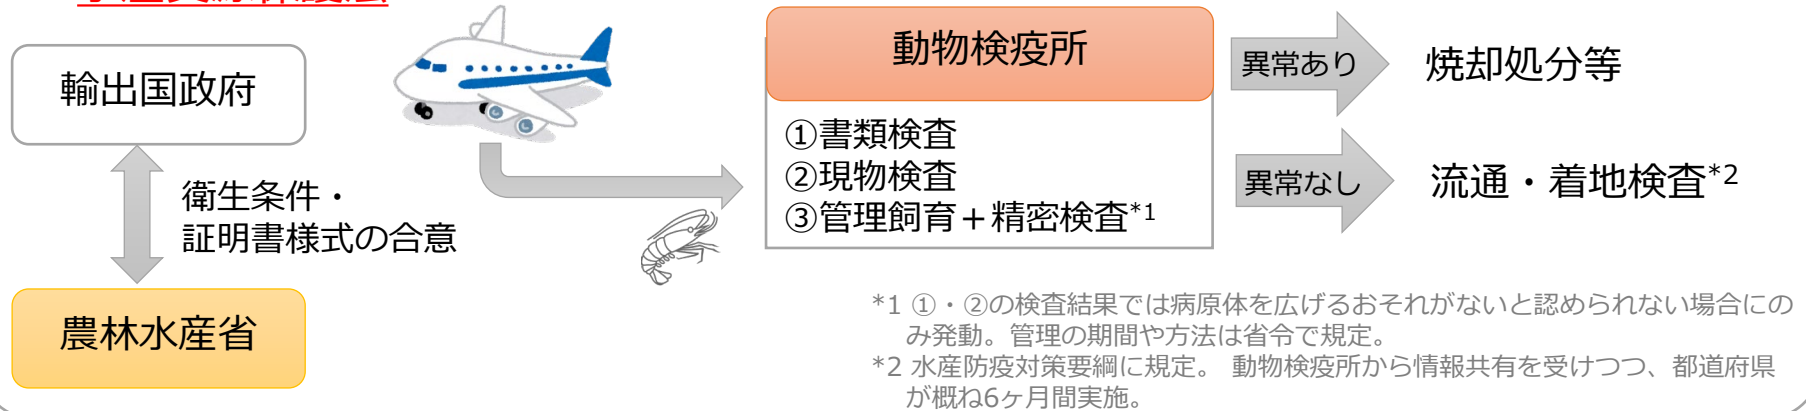 輸出国政府
衛生条件・
証明書様式の合意
農林水産省
動物検疫所
①書類検査
②現物検査
③管理飼育＋精密検査*1
異常あり
焼却処分等
異常なし
流通・着地検査*2
*1 ①・②の検査結果では病原体を広げるおそれがないと認められない場合にの
み発動。管理の期間や方法は省令で規定。
*2 水産防疫対策要綱に規定。 動物検疫所から情報共有を受けつつ、都道府県
が概ね6ヶ月間実施。